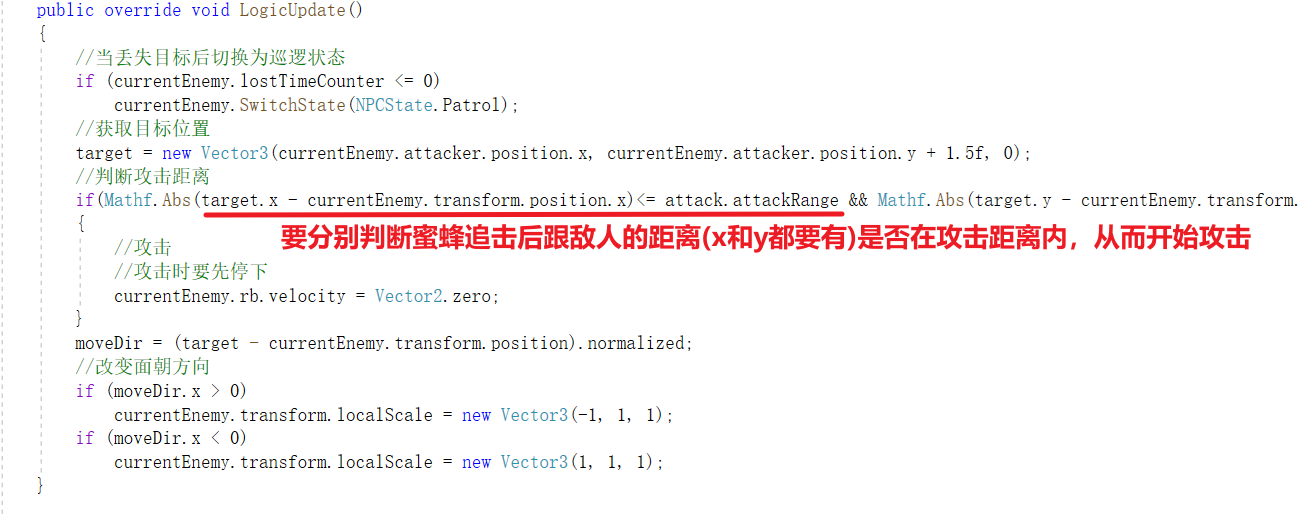 public override void LogicUpdate()
{
//当丢失目标后切换为巡逻状态
if (currentEnemy.lostTimeCounter <= 0)
currentEnemy.SwitchState(NPCState.Patrol);
//获取目标位置
target = new Vector3(currentEnemy.attacker.position.x, currentEnemy.attacker.position.y + 1.5f, 0);
//判断攻击距离
if(Mathf.Abs(target.x - currentEnemy.transform.position.x)<= attack.attackRange && Mathf.Abs(target.y - currentEnemy.transform.
{
要分别判断蜜蜂追击后跟敌人的距离(x和y都要有)是否在攻击距离内，从而开始攻击
//攻击
//攻击时要先停下
currentEnemy.rb.velocity = Vector2.zero;
}
moveDir = (target - currentEnemy.transform.position).normalized;
//改变面朝方向
if (moveDir.x > 0)
currentEnemy.transform.localScale = new Vector3(-1, 1, 1);
if (moveDir.x < 0)
currentEnemy.transform.localScale = new Vector3(1, 1, 1);
}